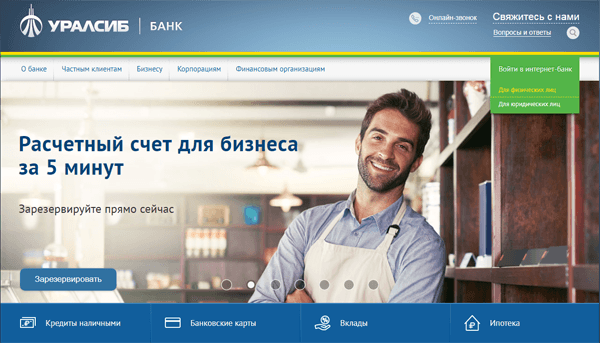 УРАЛСИБ БАНК
Онлайн-звонок
Свяжитесь с нами
Вопросы и ответы
О банке Частным клиентам Бизнесу Корпорациям Финансовым организациям
Войти в интернет-банк
Для физических лиц
Для юридических лиц
Расчетный счет для бизнеса
за 5 минут
Зарезервируйте прямо сейчас
Зарезервировать
Кредиты наличными Банковские карты Вклады Ипотека